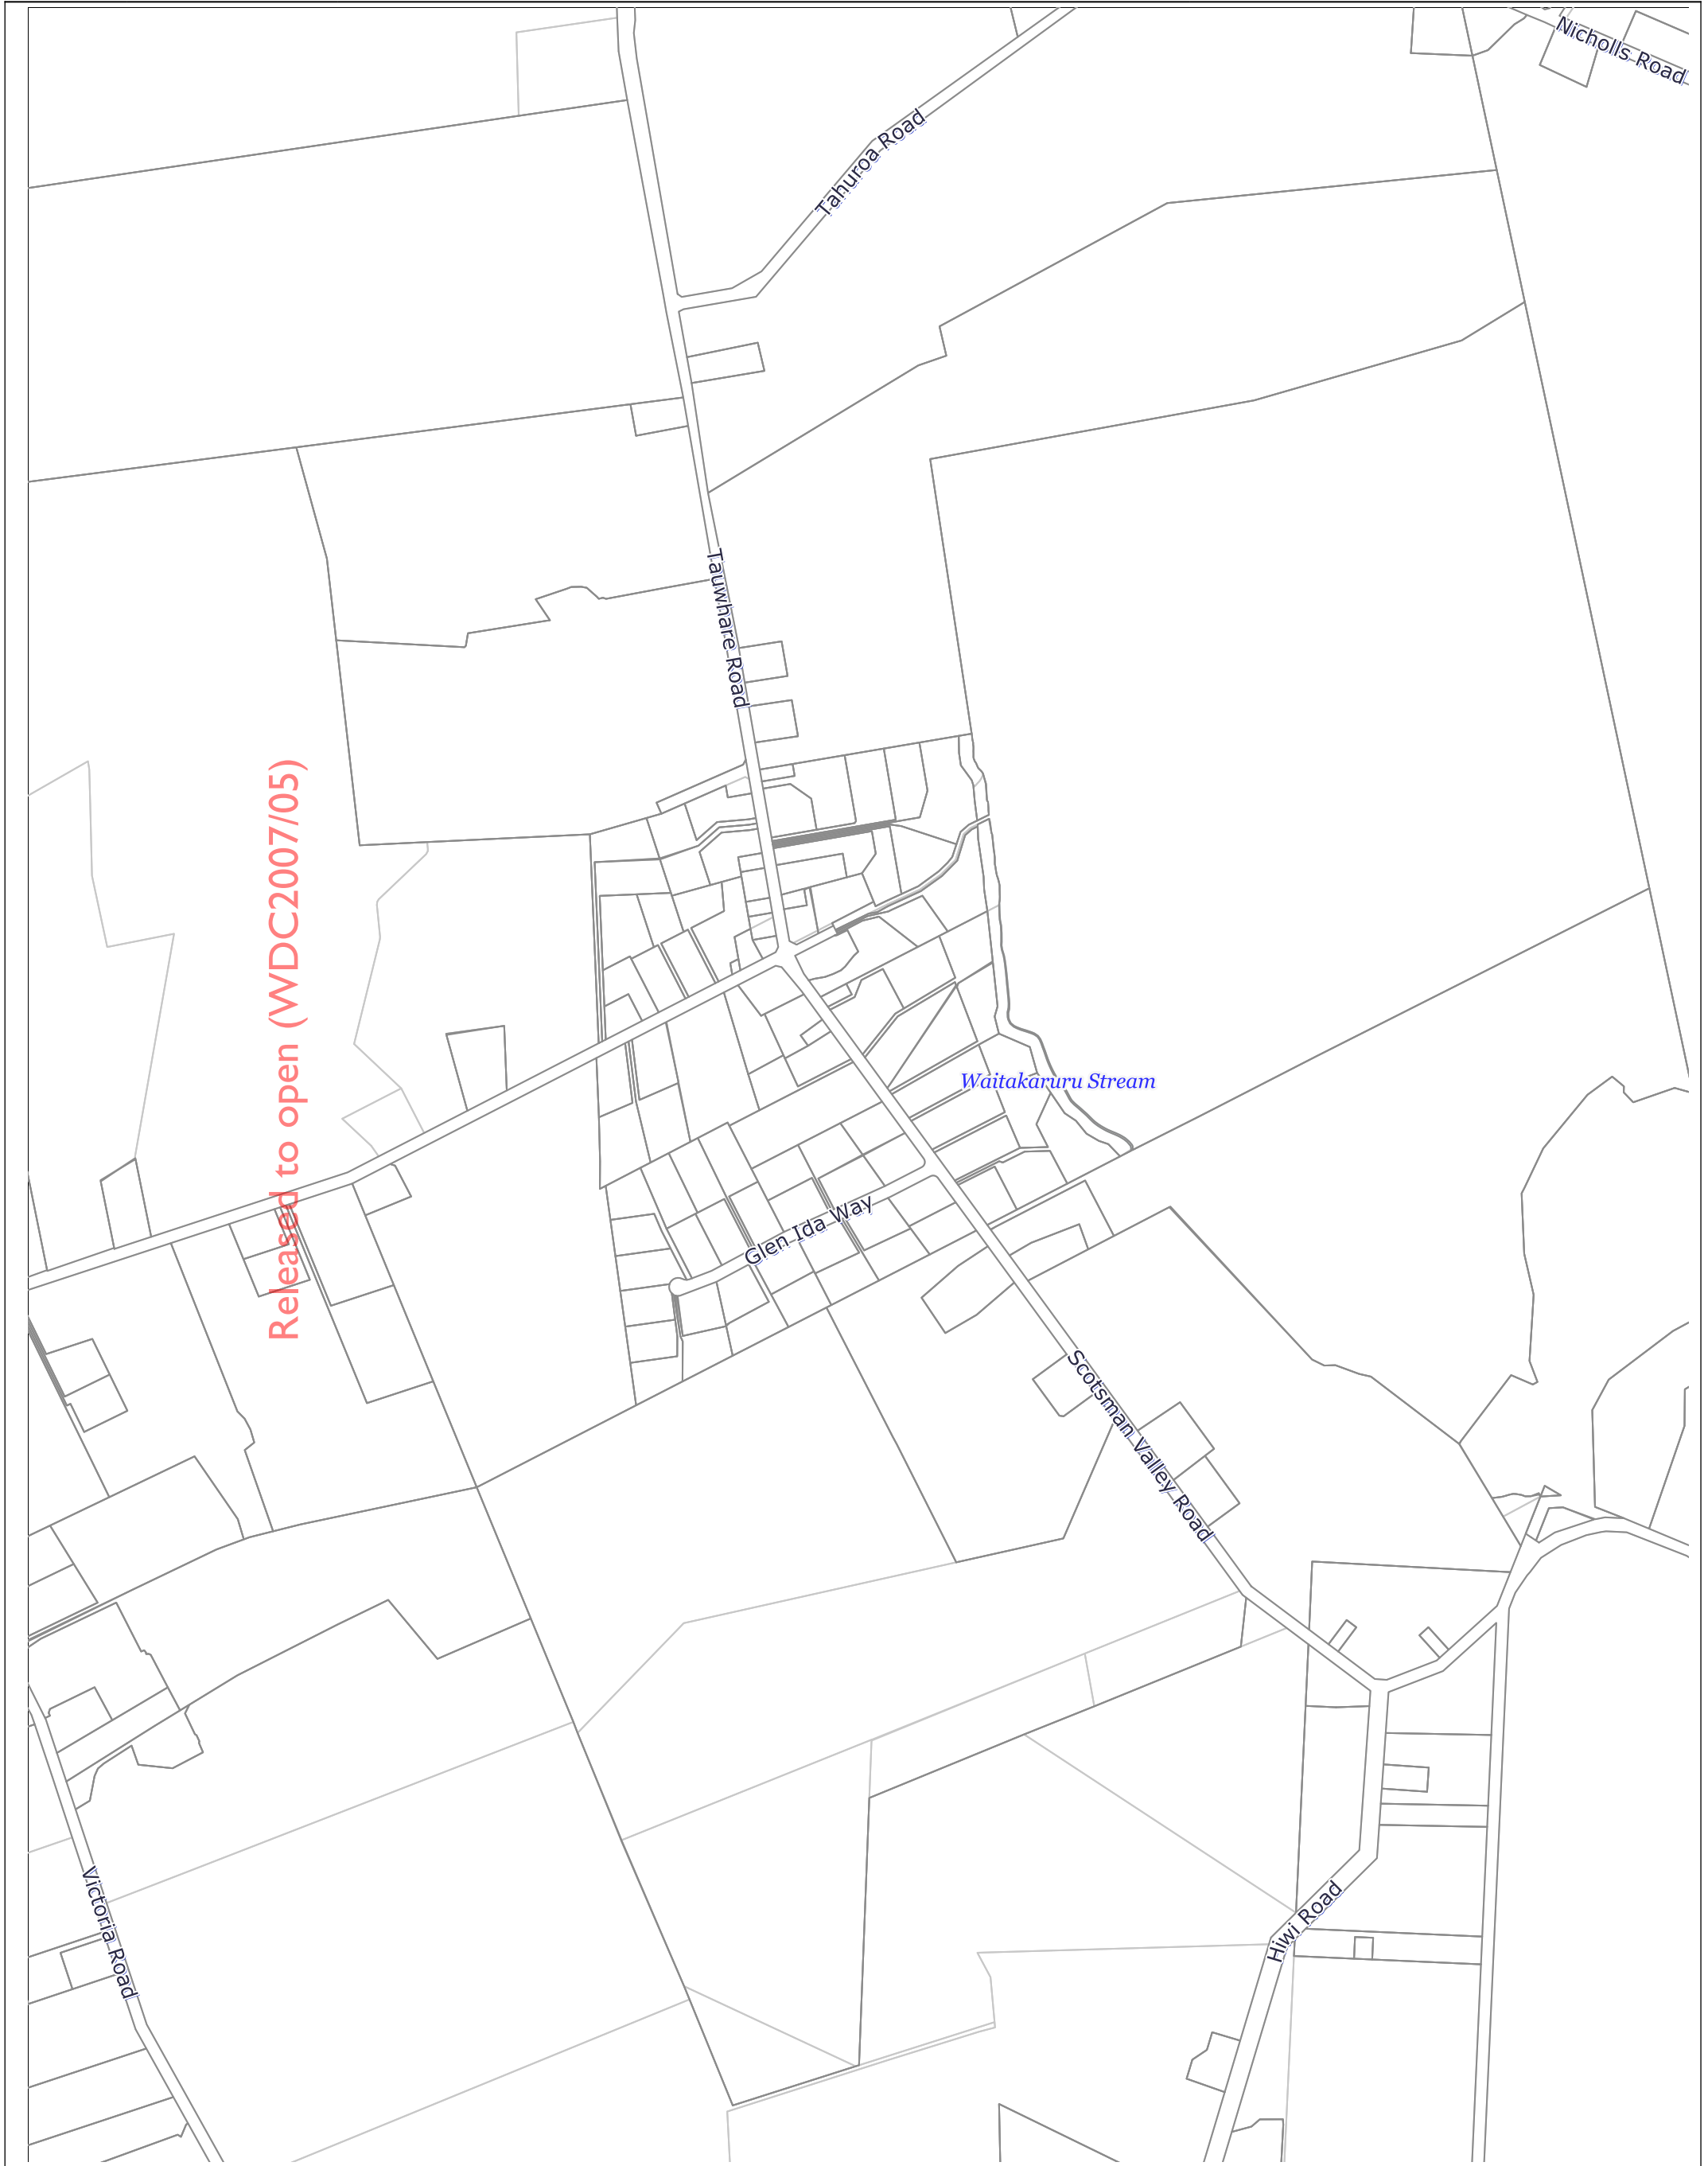 Nicholls Road
Tahuroa Road
Tauwhare Road
Released to open (WDC2007/05)
Waitakaruru Stream
Glen Ida Way
Scotsman Valley Road
Victoria Road
Hiwi Road